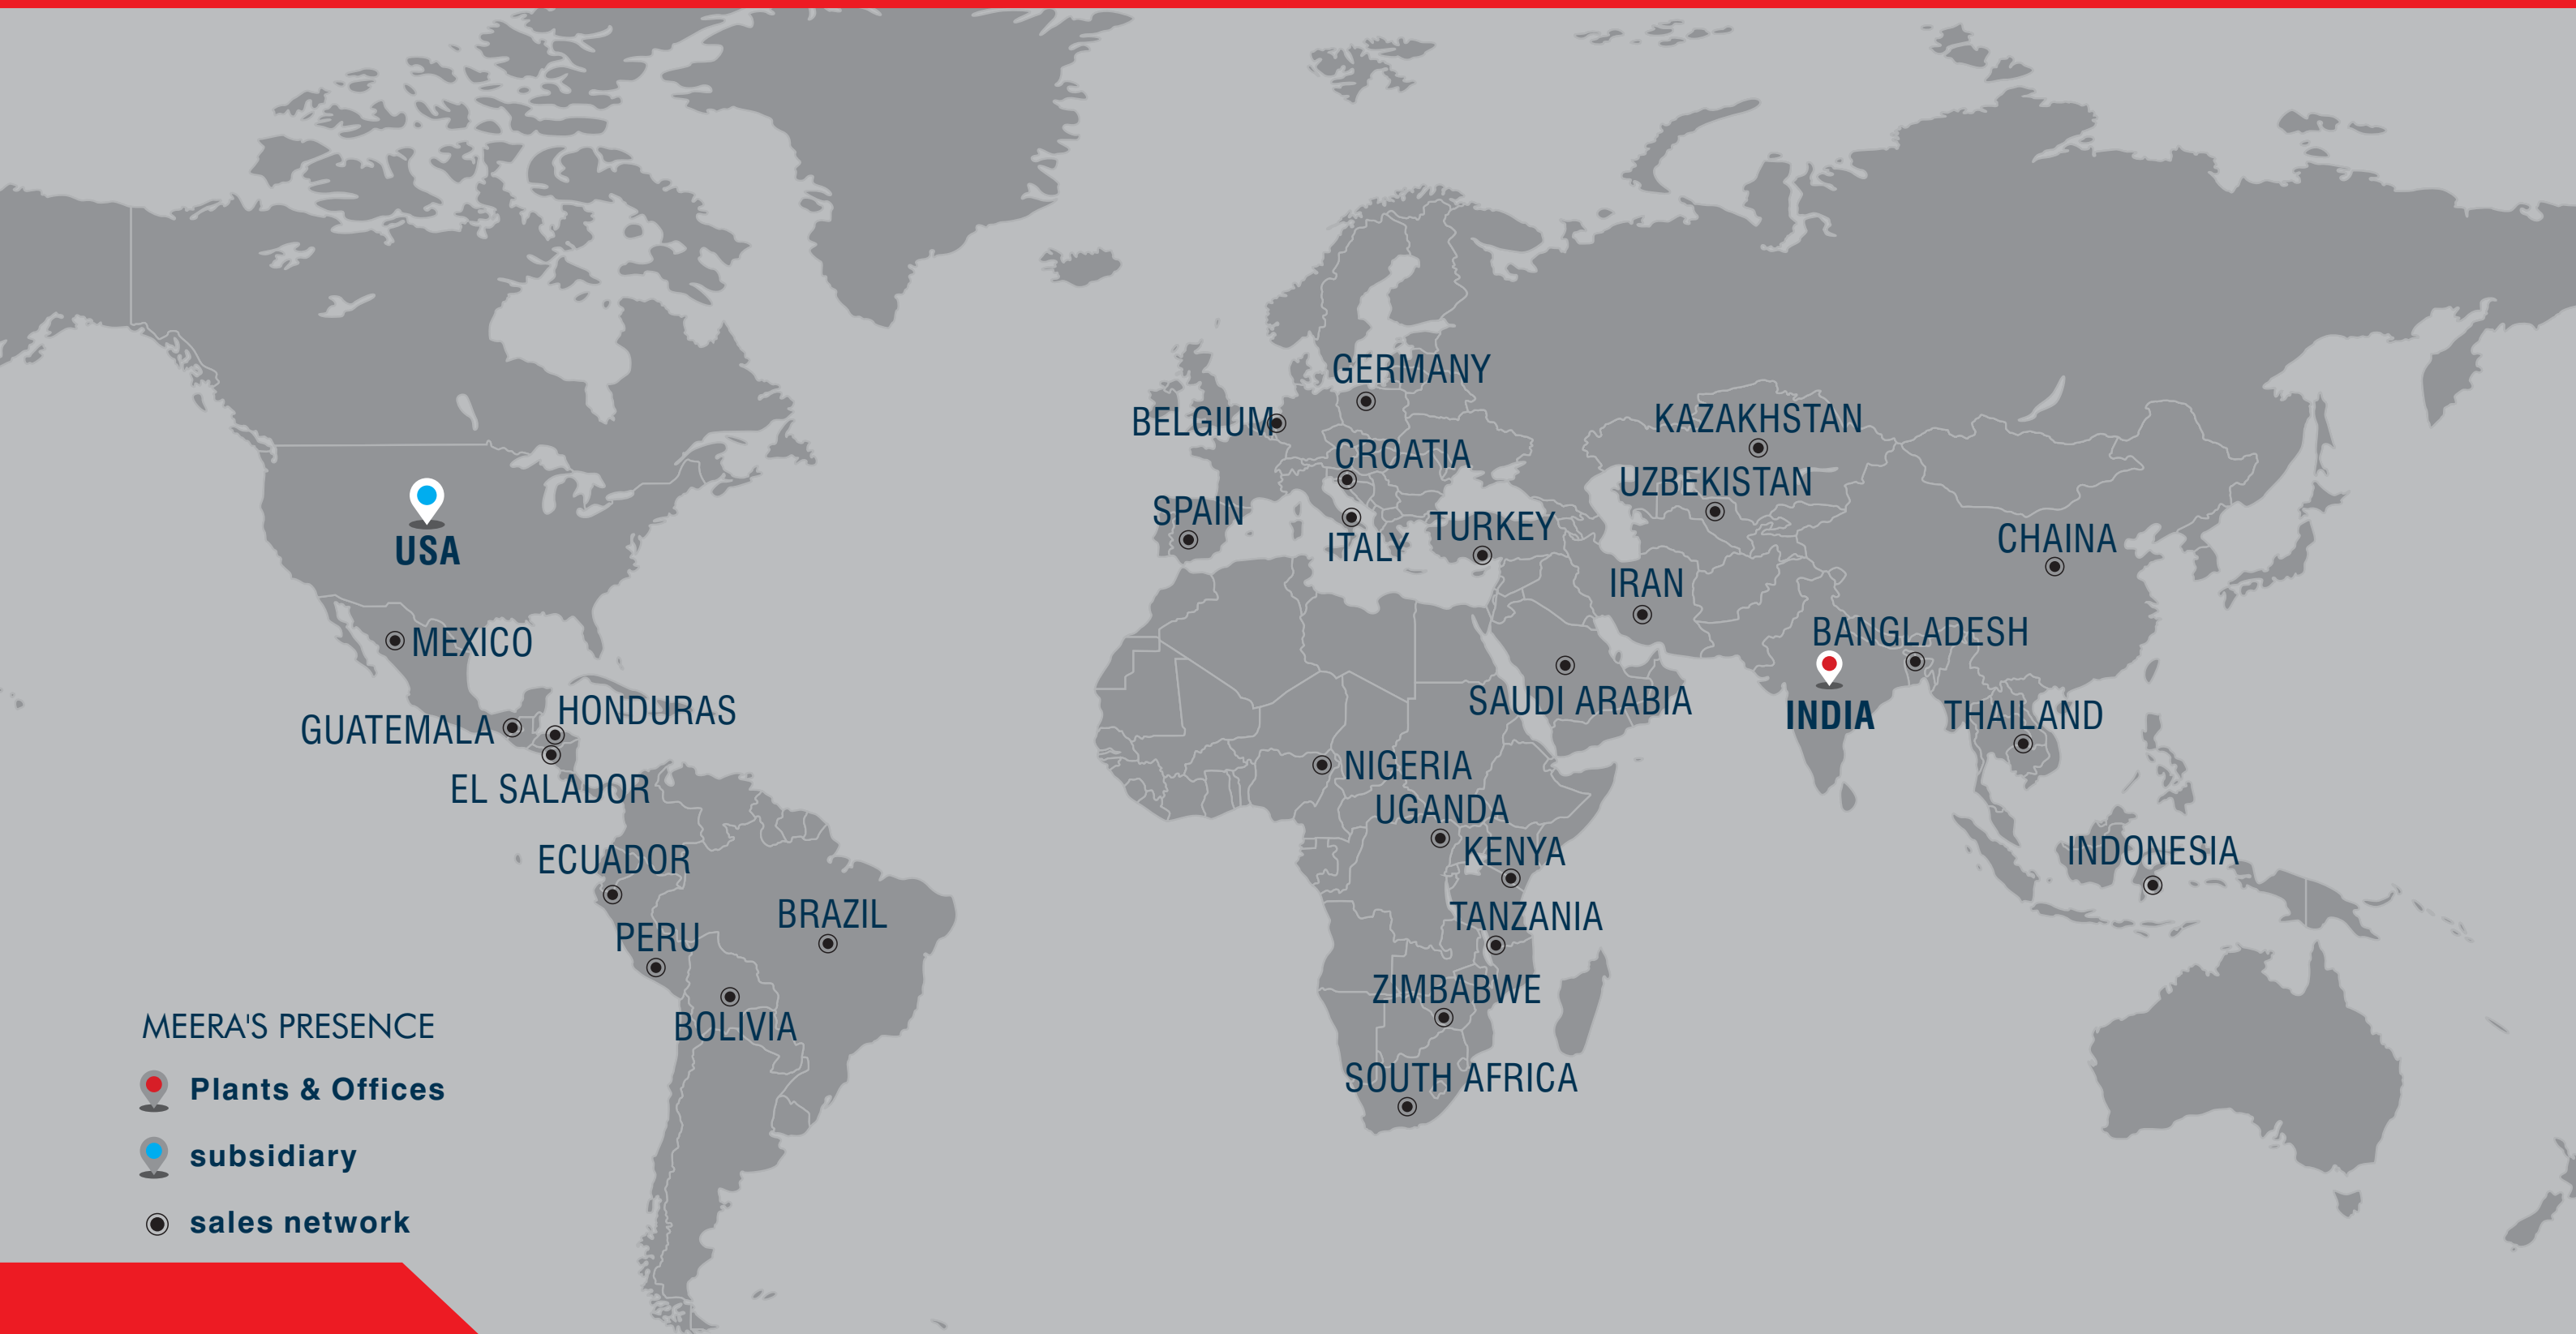 GERMANY
BELGIUM
KAZAKHSTAN
CROATIA
UZBEKISTAN
SPAIN
TURKEY
CHAINA
USA
ITALY
IRAN
BANGLADESH
MEXICO
SAUDI ARABIA
HONDURAS
INDIA
THAILAND
GUATEMALA
NIGERIA
EL SALADOR
UGANDA
KENYA
INDONESIA
ECUADOR
BRAZIL
TANZANIA
PERU
ZIMBABWE
BOLIVIA
SOUTH AFRICA
MEERA'S PRESENCE
Plants & Offices
subsidiary
sales network